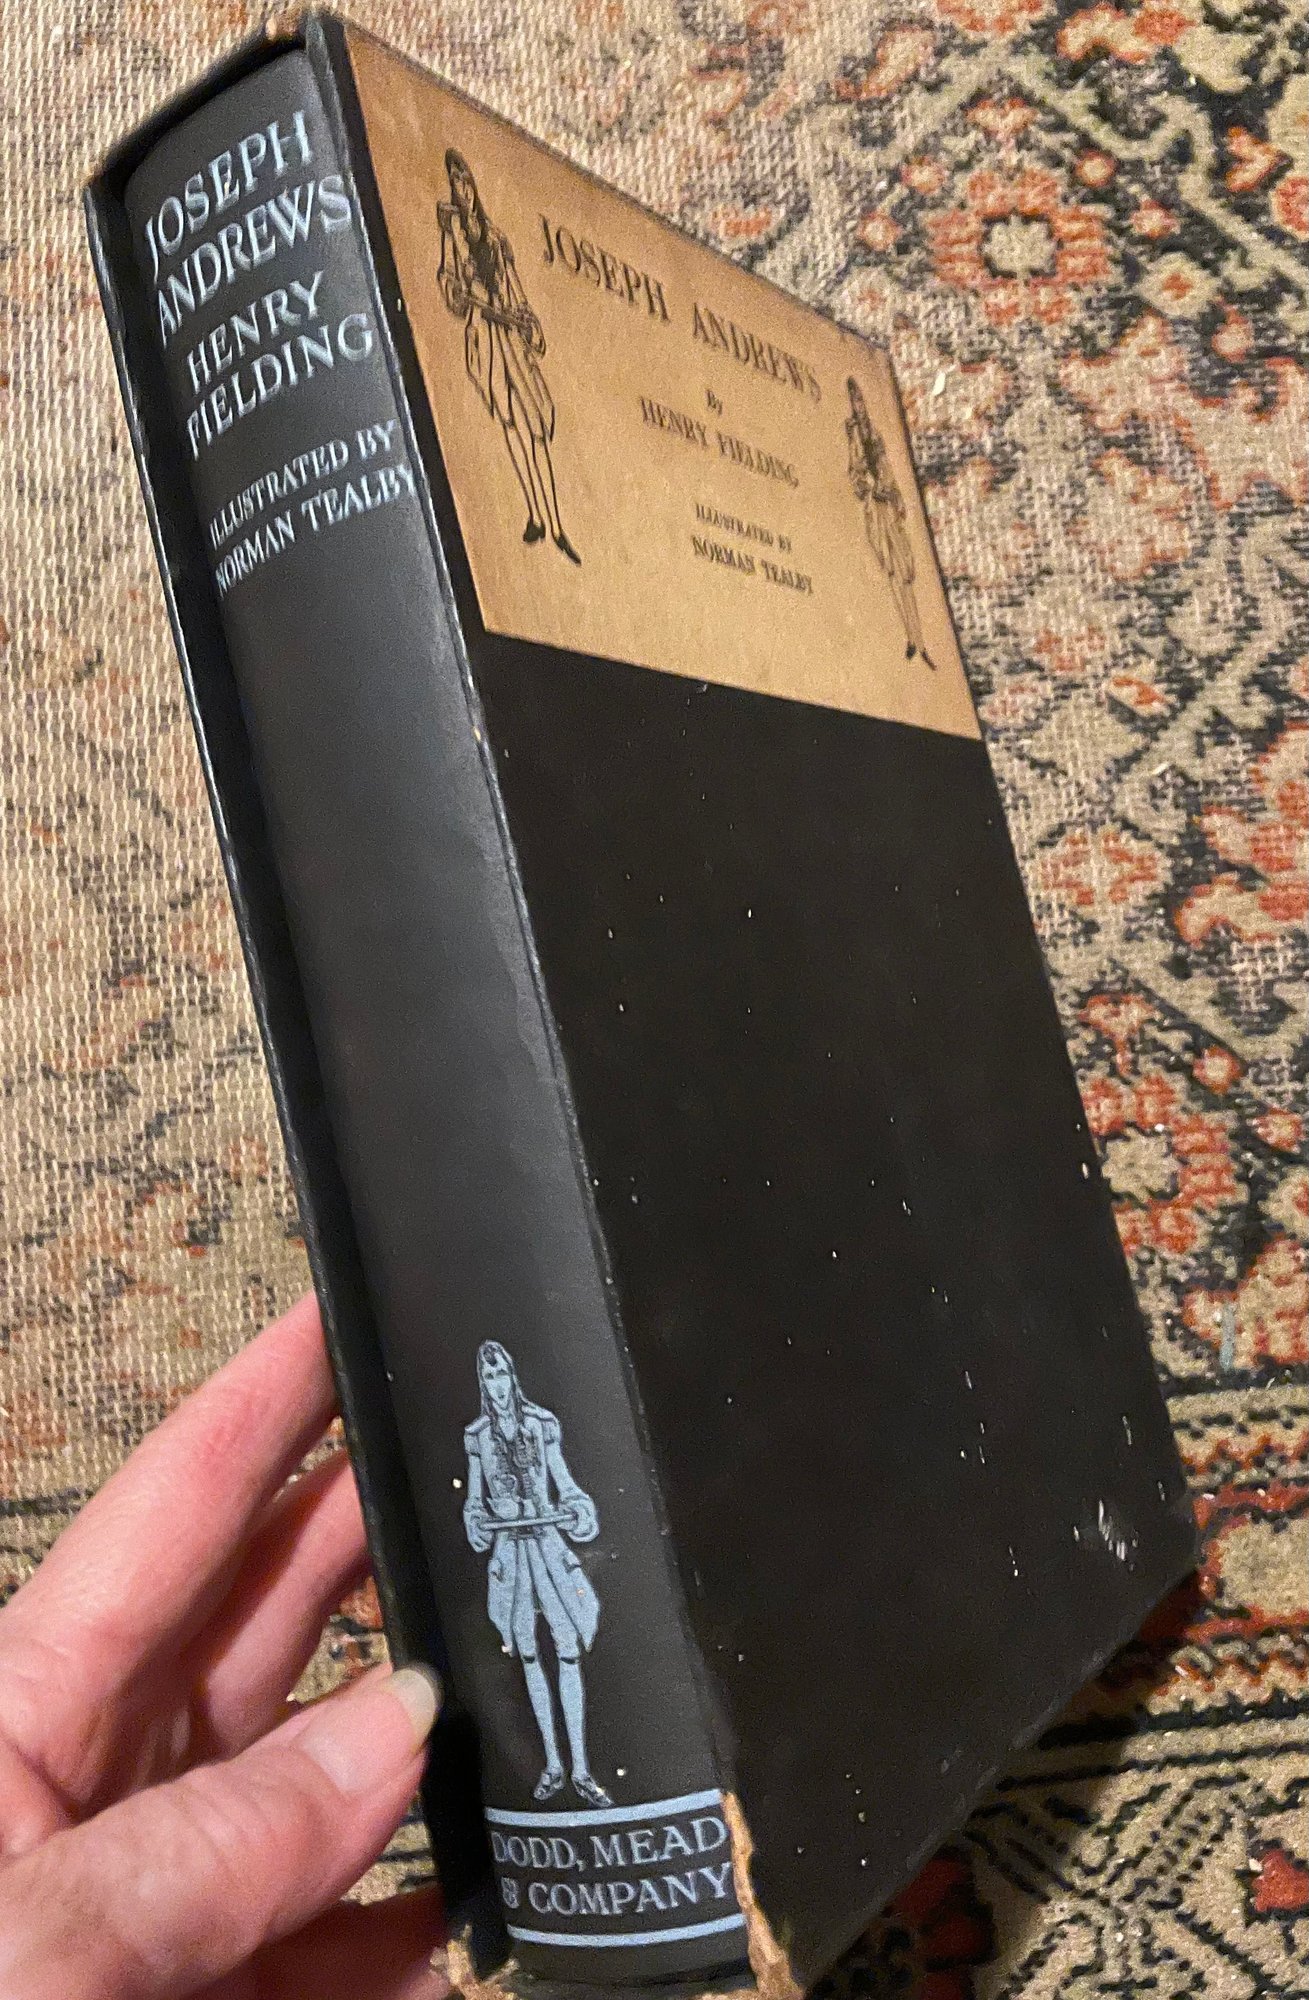 JOSEPH
ANDREWS
HENRY
FIELDING
ILLUSTRATED BY
NORMAN TEALBY
DODD, MEAD
& COMPANY
JOSEPH ANDREWS
By
HENRY FIELDING
ILLUSTRATED BY
NORMAN TEALBY